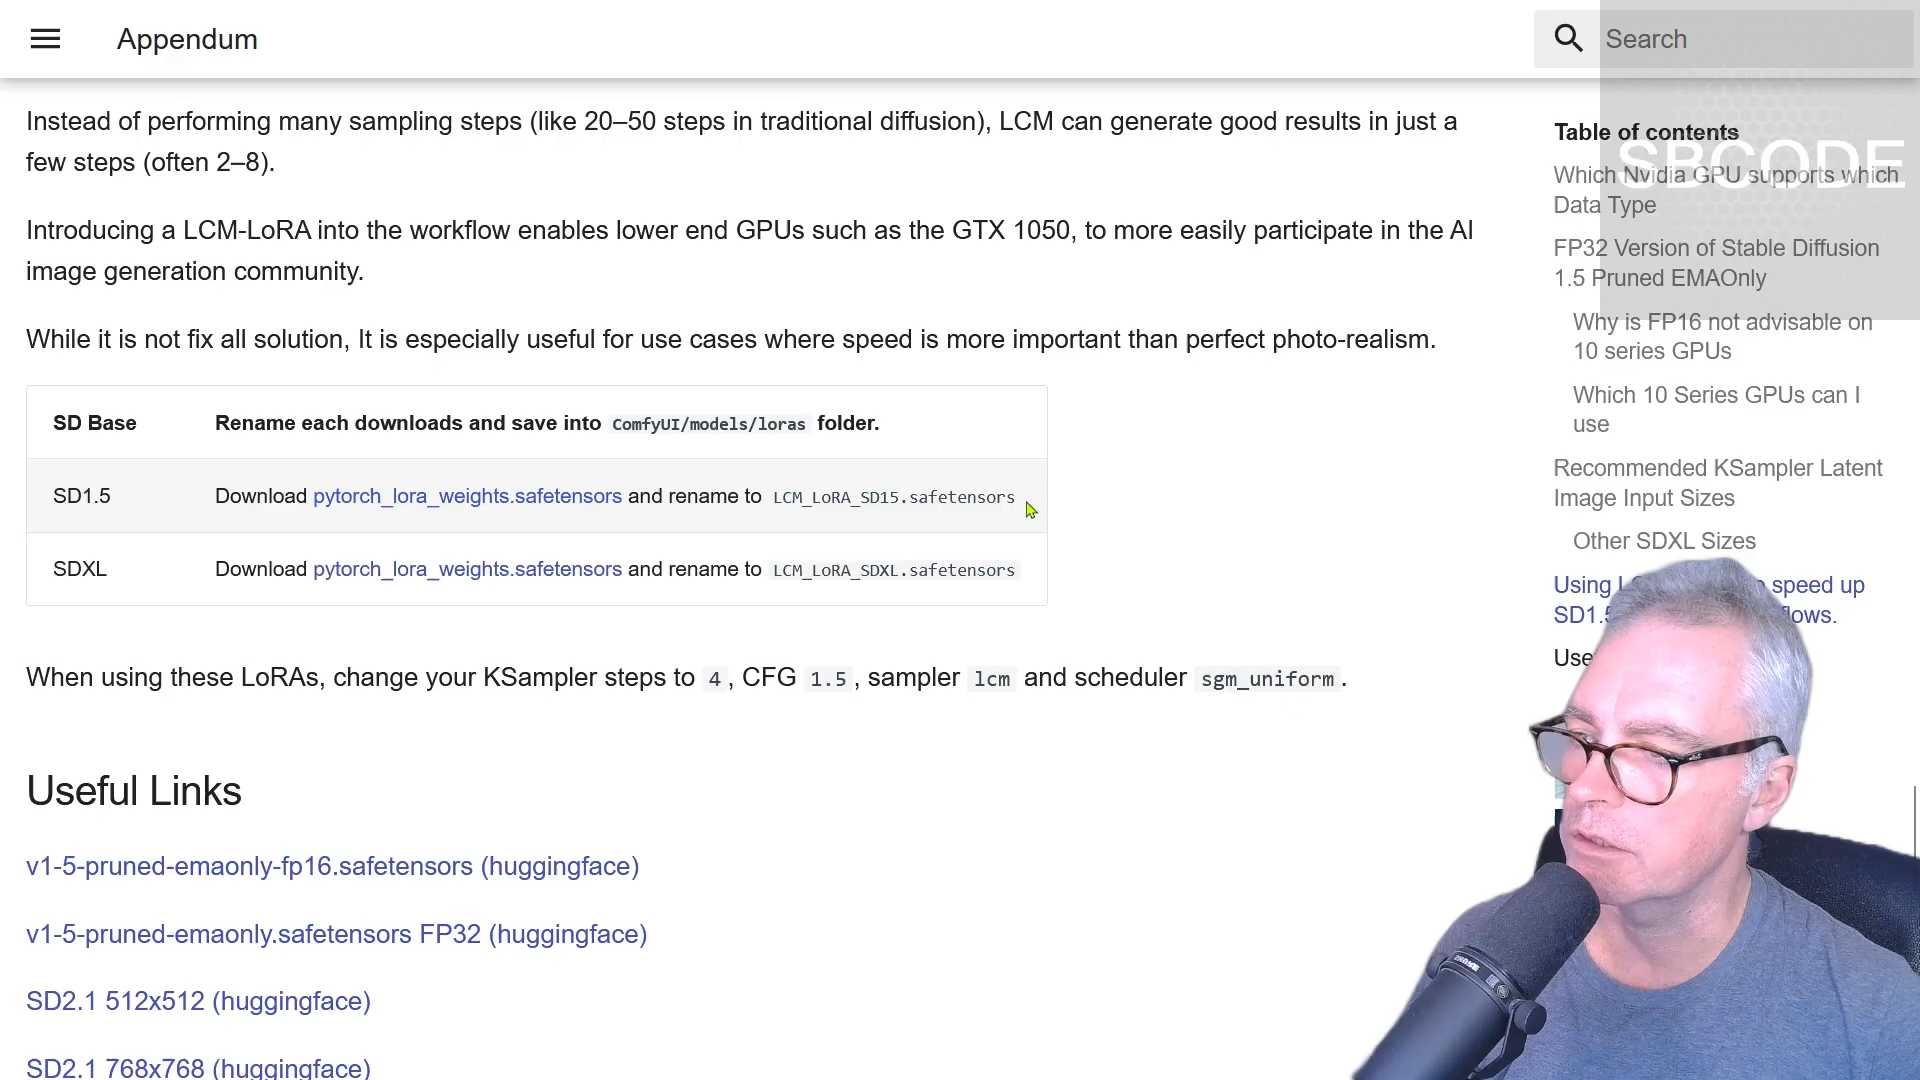 Appendum
Search
SBCODE
Instead of performing many sampling steps (like 20–50 steps in traditional diffusion), LCM can generate good results in just a
few steps (often 2–8).
Introducing a LCM-LoRA into the workflow enables lower end GPUs such as the GTX 1050, to more easily participate in the AI
image generation community.
While it is not fix all solution, It is especially useful for use cases where speed is more important than perfect photo-realism.
SD Base Rename each downloads and save into ComfyUI/models/loras folder.
SD1.5 Download pytorch_lora_weights.safetensors and rename to LCM_LoRA_SD15.safetensors
SDXL Download pytorch_lora_weights.safetensors and rename to LCM_LoRA_SDXL.safetensors
When using these LoRAs, change your KSampler steps to 4, CFG 1.5, sampler lcm and scheduler sgm_uniform.
Useful Links
v1-5-pruned-emaonly-fp16.safetensors (huggingface)
v1-5-pruned-emaonly.safetensors FP32 (huggingface)
SD2.1 512x512 (huggingface)
SD2.1 768x768 (huggingface)
Table of contents
Which Nvidia GPU supports which
Data Type
FP32 Version of Stable Diffusion
1.5 Pruned EMAOnly
Why is FP16 not advisable on
10 series GPUs
Which 10 Series GPUs can I
use
Recommended KSampler Latent
Image Input Sizes
Other SDXL Sizes
Using speed up